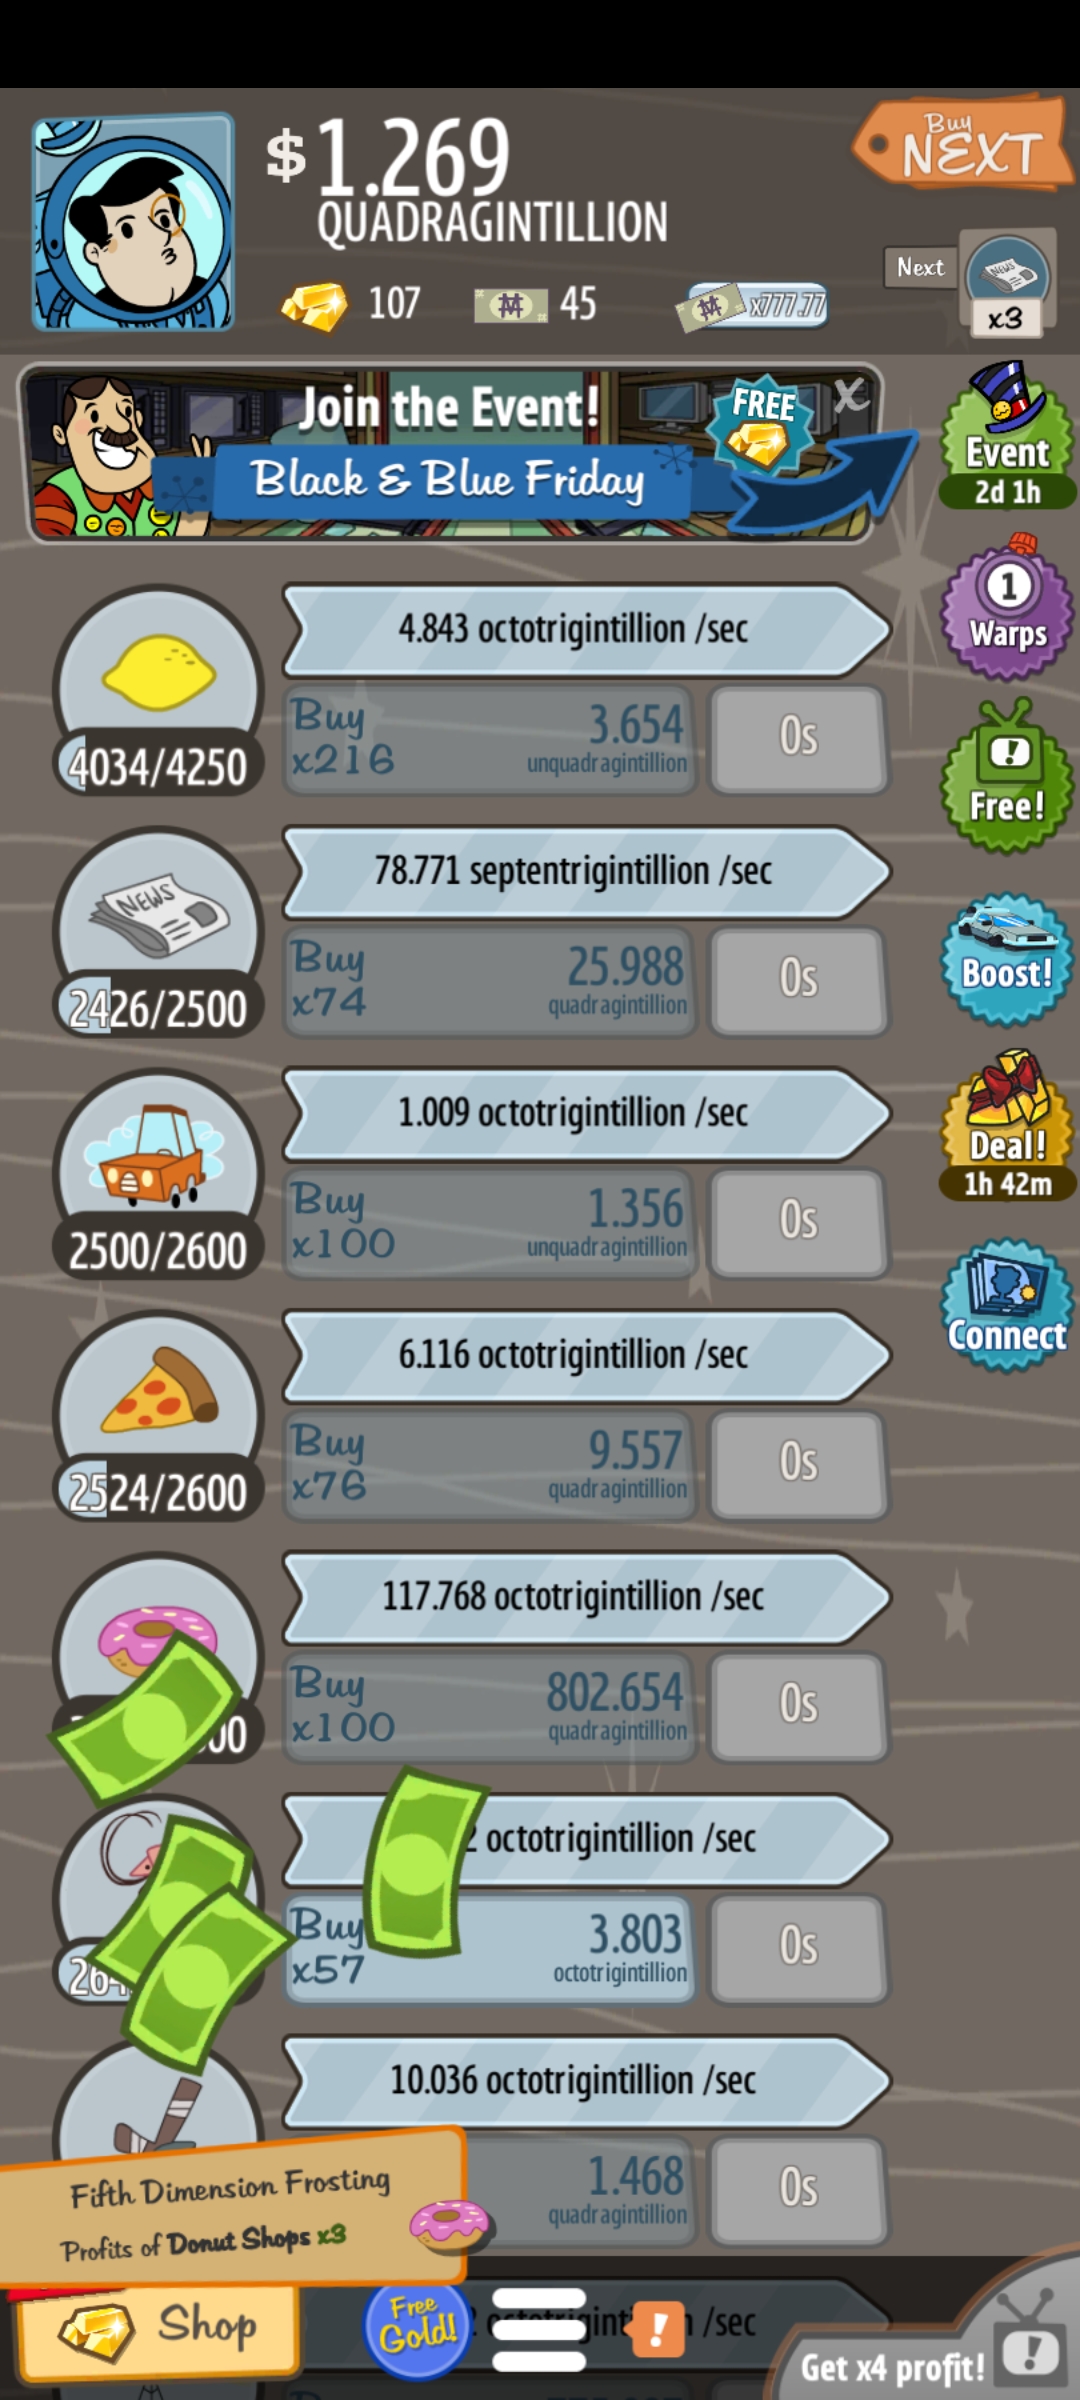 $1.269
QUADRAGINTILLION
Buy
NEXT
107
45
x777.77
Next
NEWS
x3
Join the Event!
FREE
X
Black & Blue Friday
Event
2d 1h
4.843 octotrigintillion /sec
1
Warps
Buy
x216
3.654
unquadragintillion
0s
4034/4250
Free!
78.771 septentrigintillion /sec
NEWS
Buy
x74
25.988
quadragintillion
0s
2426/2500
Boost!
1.009 octotrigintillion /sec
Deal!
1h 42m
Buy
x100
1.356
unquadragintillion
0s
2500/2600
Connect
6.116 octotrigintillion /sec
Buy
x76
9.557
quadragintillion
0s
2524/2600
117.768 octotrigintillion /sec
Buy
x100
802.654
quadragintillion
0s
octotrigintillion /sec
Buy
x57
3.803
octotrigintillion
0s
10.036 octotrigintillion /sec
1.468
quadragintillion
0s
Fifth Dimension Frosting
Profits of Donut Shops x3
Shop
Free
Gold!
!
/sec
Get x4 profit!
!